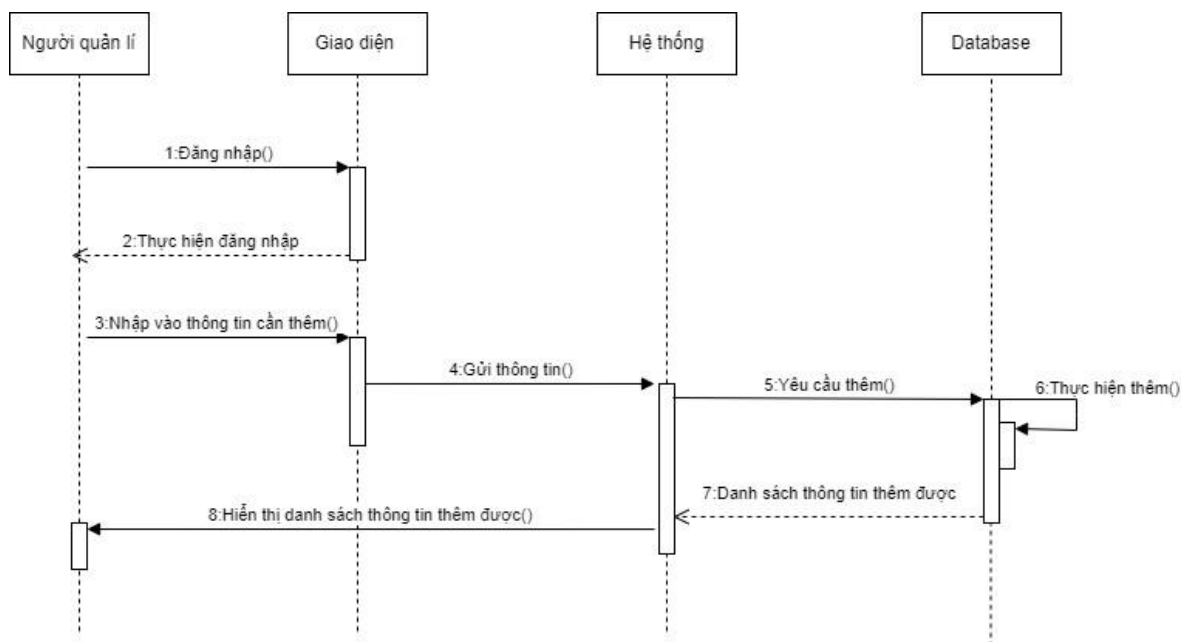 Người quản lí
Giao diện
Hệ thống
Database
1:Đăng nhập()
2:Thực hiện đăng nhập
3:Nhập vào thông tin cần thêm()
4:Gửi thông tin()
5:Yêu cầu thêm()
6:Thực hiện thêm()
7:Danh sách thông tin thêm được
8:Hiển thị danh sách thông tin thêm được()